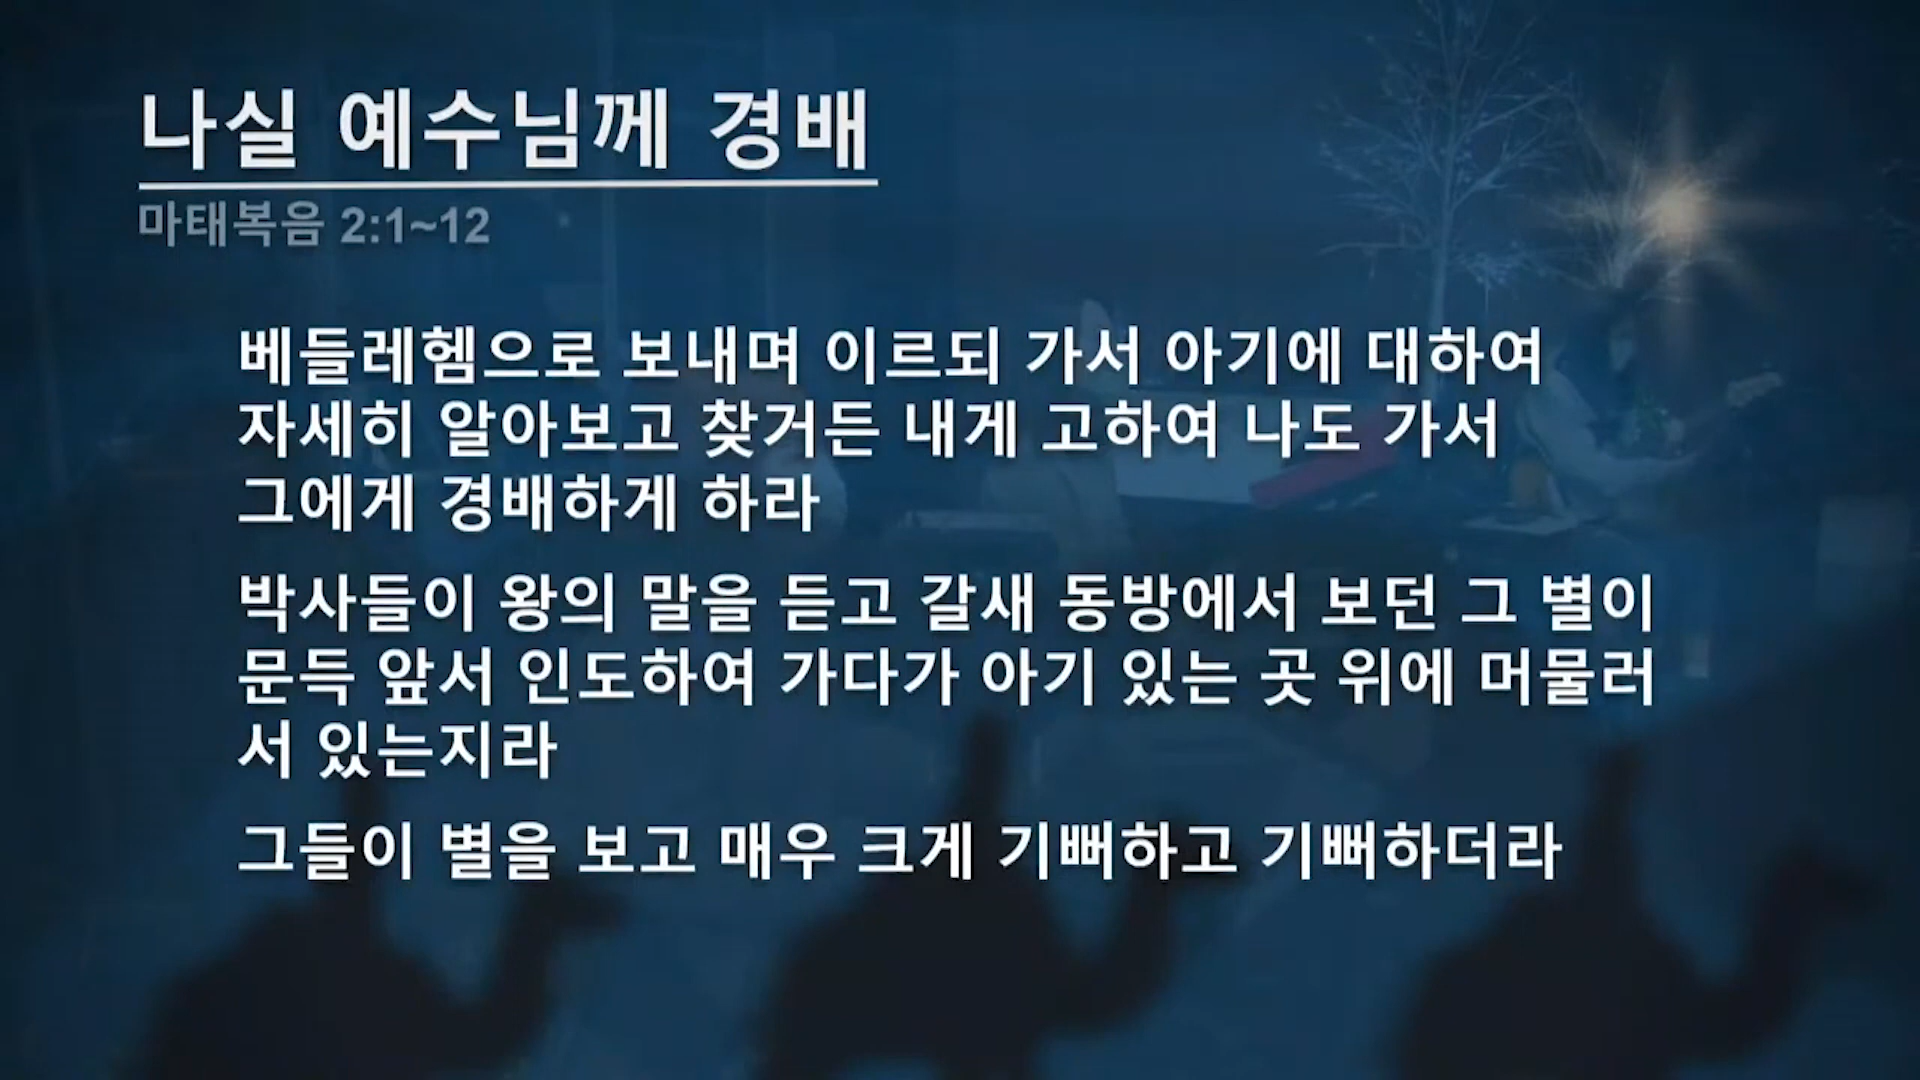 나실 예수님께 경배
마태복음 2:1~12
베들레헴으로 보내며 이르되 가서 아기에 대하여
자세히 알아보고 찾거든 내게 고하여 나도 가서
그에게 경배하게 하라
박사들이 왕의 말을 듣고 갈새 동방에서 보던 그 별이
문득 앞서 인도하여 가다가 아기 있는 곳 위에 머물러
서 있는지라
그들이 별을 보고 매우 크게 기뻐하고 기뻐하더라